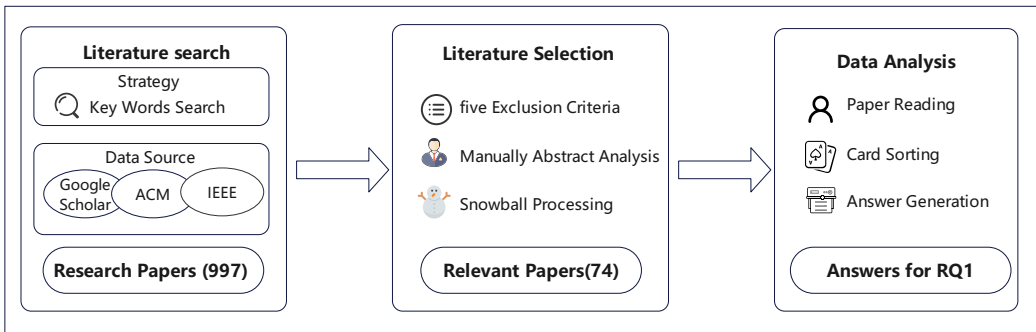 Literature search
Strategy
Key Words Search
Data Source
Google
Scholar
ACM
IEEE
Research Papers (997)
Literature Selection
five Exclusion Criteria
Manually Abstract Analysis
Snowball Processing
Relevant Papers(74)
Data Analysis
Paper Reading
Card Sorting
Answer Generation
Answers for RQ1